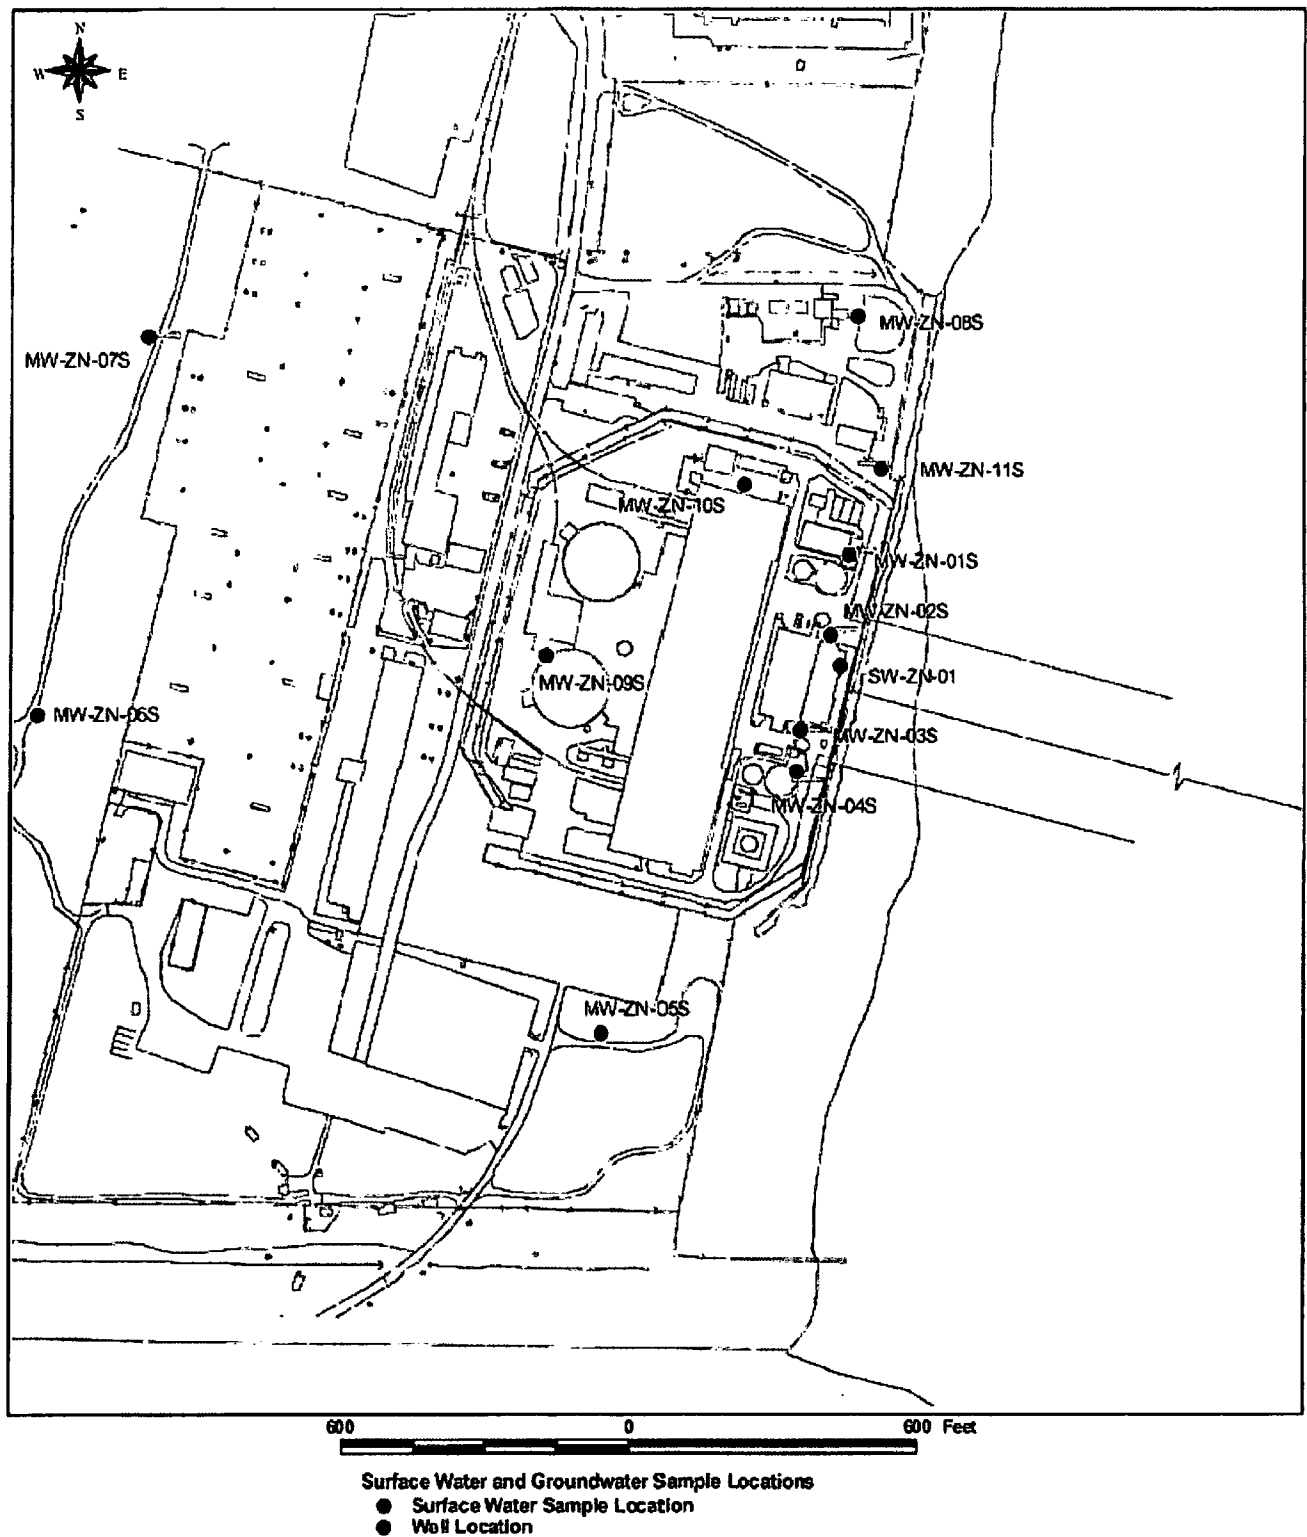 N
W E
S
MW-ZN-08S
MW-ZN-07S
MW-ZN-11S
MW-ZN-10S
MW-ZN-01S
MW-ZN-02S
SW-ZN-01
MW-ZN-09S
MW-ZN-06S
MW-ZN-03S
MW-ZN-04S
MW-ZN-05S
600 0 600 Feet
Surface Water and Groundwater Sample Locations
Surface Water Sample Location
Well Location